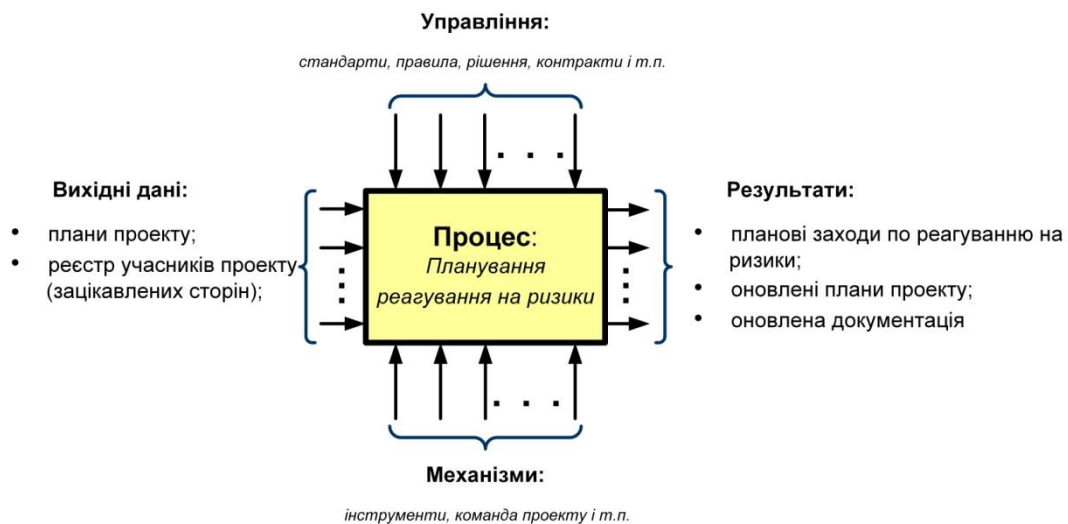 Управління:
стандарти, правила, рішення, контракти і т.п.
Вихідні дані:
• плани проекту;
• реєстр учасників проекту
(зацікавлених сторін);
Процес:
Планування
реагування на ризики
Результати:
• планові заходи по реагуванню на
ризики;
• оновлені плани проекту;
• оновлена документація
Механізми:
інструменти, команда проекту і т.п.